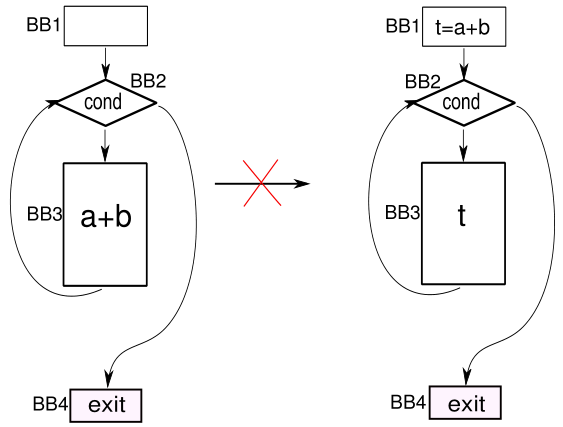 BB1
BB2
cond
BB3
a+b
BB4
exit
BB1
t=a+b
BB2
cond
BB3
t
BB4
exit